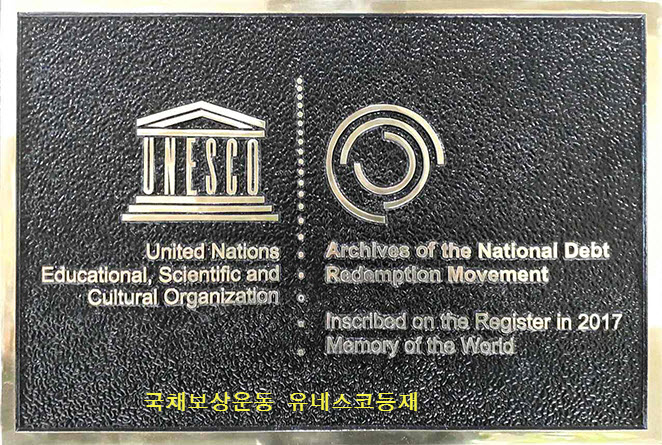 UNESCO
United Nations
Educational, Scientific and
Cultural Organization
Archives of the National Debt
Redemption Movement
Inscribed on the Register in 2017
Memory of the World
국채보상운동 유네스코등재